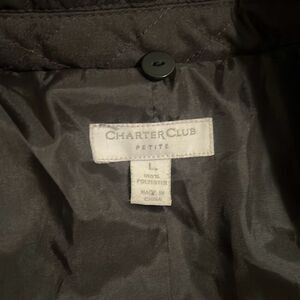 CHARTER CLUB
PETITE
L
100%
POLYESTER
MADE IN
CHINA